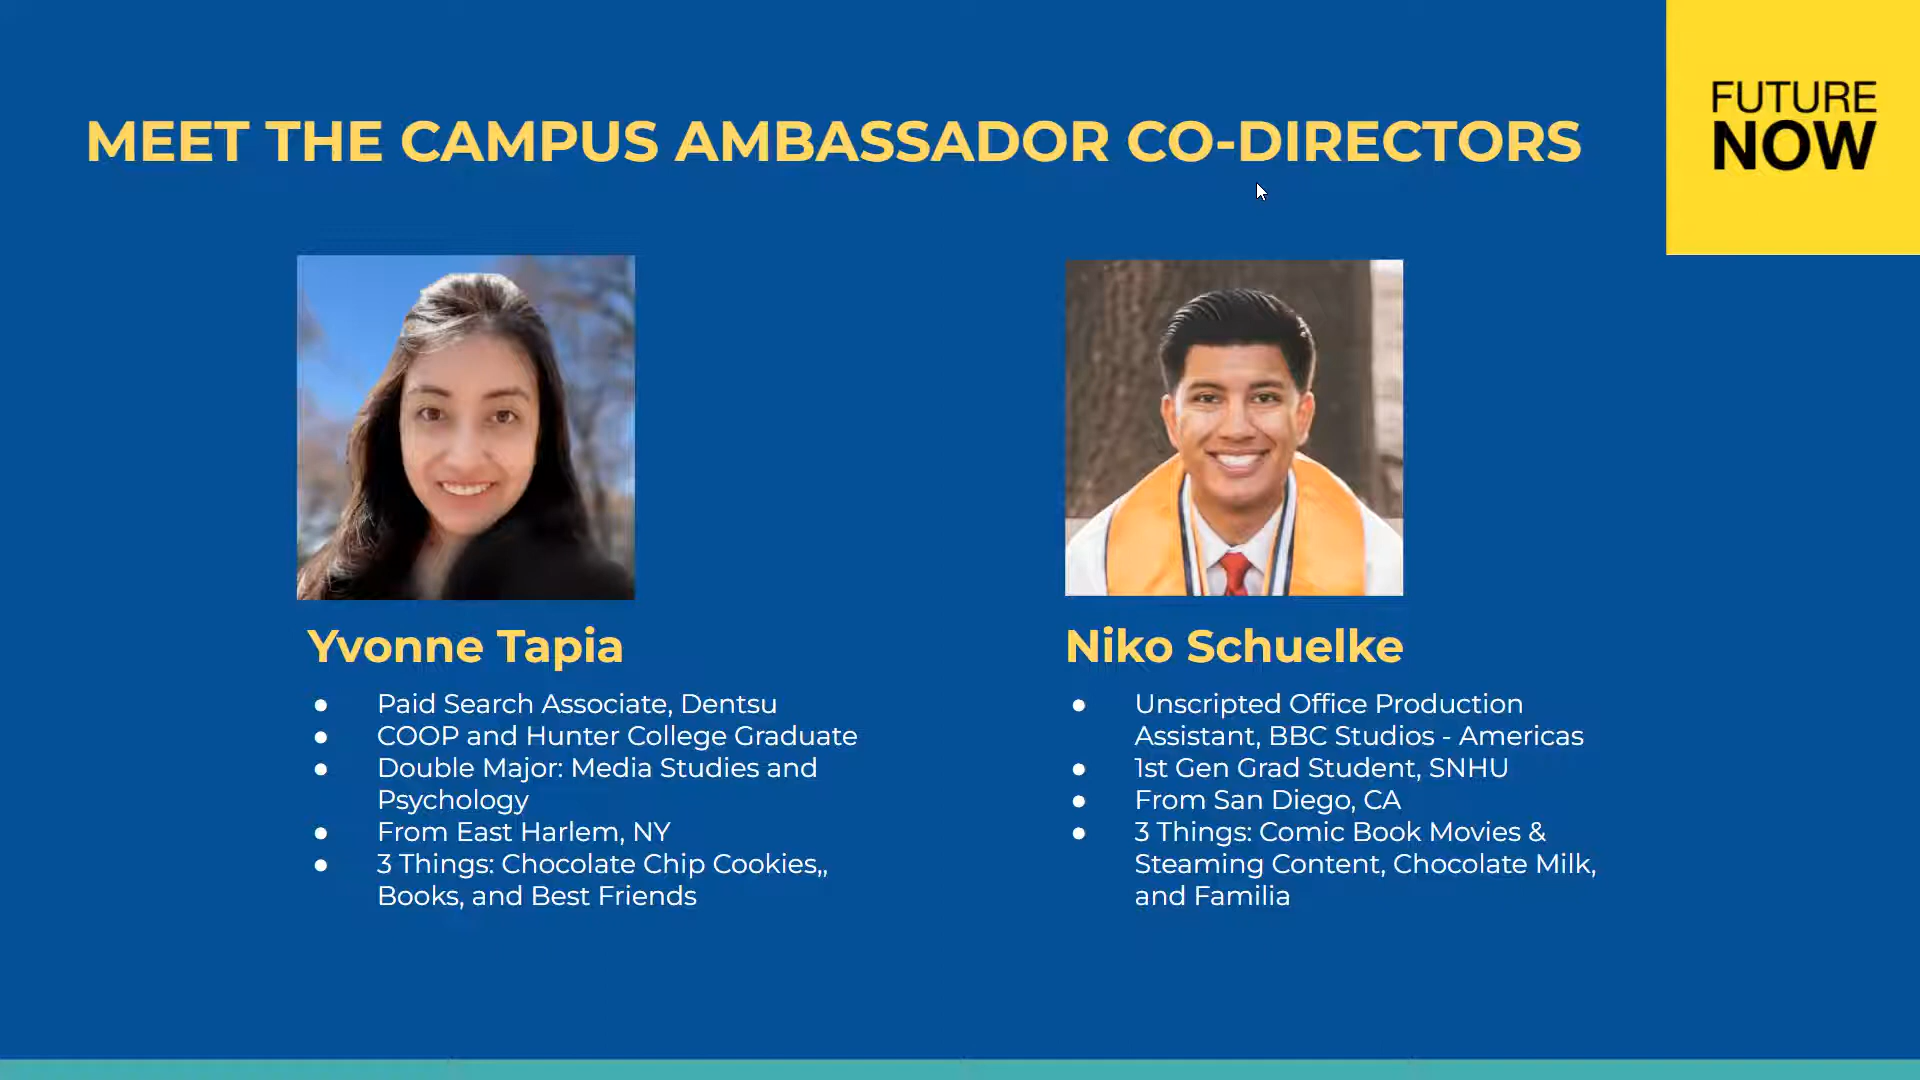 MEET THE CAMPUS AMBASSADOR CO-DIRECTORS
FUTURE
NOW
Yvonne Tapia
● Paid Search Associate, Dentsu
● COOP and Hunter College Graduate
● Double Major: Media Studies and
Psychology
● From East Harlem, NY
● 3 Things: Chocolate Chip Cookies,,
Books, and Best Friends
Niko Schuelke
● Unscripted Office Production
Assistant, BBC Studios - Americas
● 1st Gen Grad Student, SNHU
● From San Diego, CA
● 3 Things: Comic Book Movies &
Steaming Content, Chocolate Milk,
and Familia